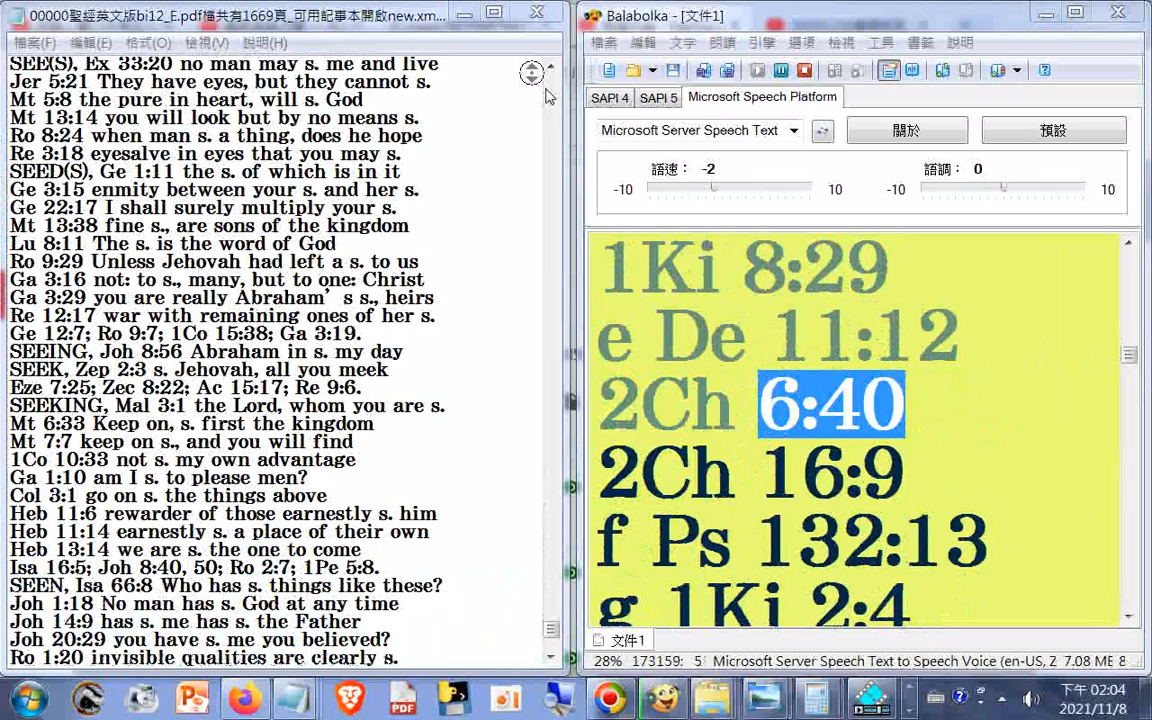 00000聖經英文版bi12_E.pdf檔共有1669頁_可用記事本開啟new.xm...
檔案(F) 編輯(E) 格式(O) 檢視(V) 說明(H)
SEE(S), Ex 33:20 no man may s. me and live
Jer 5:21 They have eyes, but they cannot s.
Mt 5:8 the pure in heart, will s. God
Mt 13:14 you will look but by no means s.
Ro 8:24 when man s. a thing, does he hope
Re 3:18 eyesalve in eyes that you may s.
SEED(S), Ge 1:11 the s. of which is in it
Ge 3:15 enmity between your s. and her s.
Ge 22:17 I shall surely multiply your s.
Mt 13:38 fine s., are sons of the kingdom
Lu 8:11 The s. is the word of God
Ro 9:29 Unless Jehovah had left a s. to us
Ga 3:16 not: to s., many, but to one: Christ
Ga 3:29 you are really Abraham’s s., heirs
Re 12:17 war with remaining ones of her s.
Ge 12:7; Ro 9:7; 1Co 15:38; Ga 3:19.
SEEING, Joh 8:56 Abraham in s. my day
SEEK, Zep 2:3 s. Jehovah, all you meek
Eze 7:25; Zec 8:22; Ac 15:17; Re 9:6.
SEEKING, Mal 3:1 the Lord, whom you are s.
Mt 6:33 Keep on, s. first the kingdom
Mt 7:7 keep on s., and you will find
1Co 10:33 not s. my own advantage
Ga 1:10 am I s. to please men?
Col 3:1 go on s. the things above
Heb 11:6 rewarder of those earnestly s. him
Heb 11:14 earnestly s. a place of their own
Heb 13:14 we are s. the one to come
Isa 16:5; Joh 8:40, 50; Ro 2:7; 1Pe 5:8.
SEEN, Isa 66:8 Who has s. things like these?
Joh 1:18 No man has s. God at any time
Joh 14:9 has s. me has s. the Father
Joh 20:29 you have s. me you believed?
Ro 1:20 invisible qualities are clearly s.
Balabolka - [文件1]
檔案 編輯 文字 朗讀 引擎 選項 檢視 工具 書籤 說明
SAPI 4 SAPI 5 Microsoft Speech Platform
Microsoft Server Speech Text 關於 預設
語速： -2 語調： 0
-10 10 -10 10
1Ki 8:29
e De 11:12
2Ch 6:40
2Ch 16:9
f Ps 132:13
g 1Ki 2:4
文件1
28% 173159: 5 Microsoft Server Speech Text to Speech Voice (en-US, Z 7.08 MB 8
PDF
下午 02:04
2021/11/8